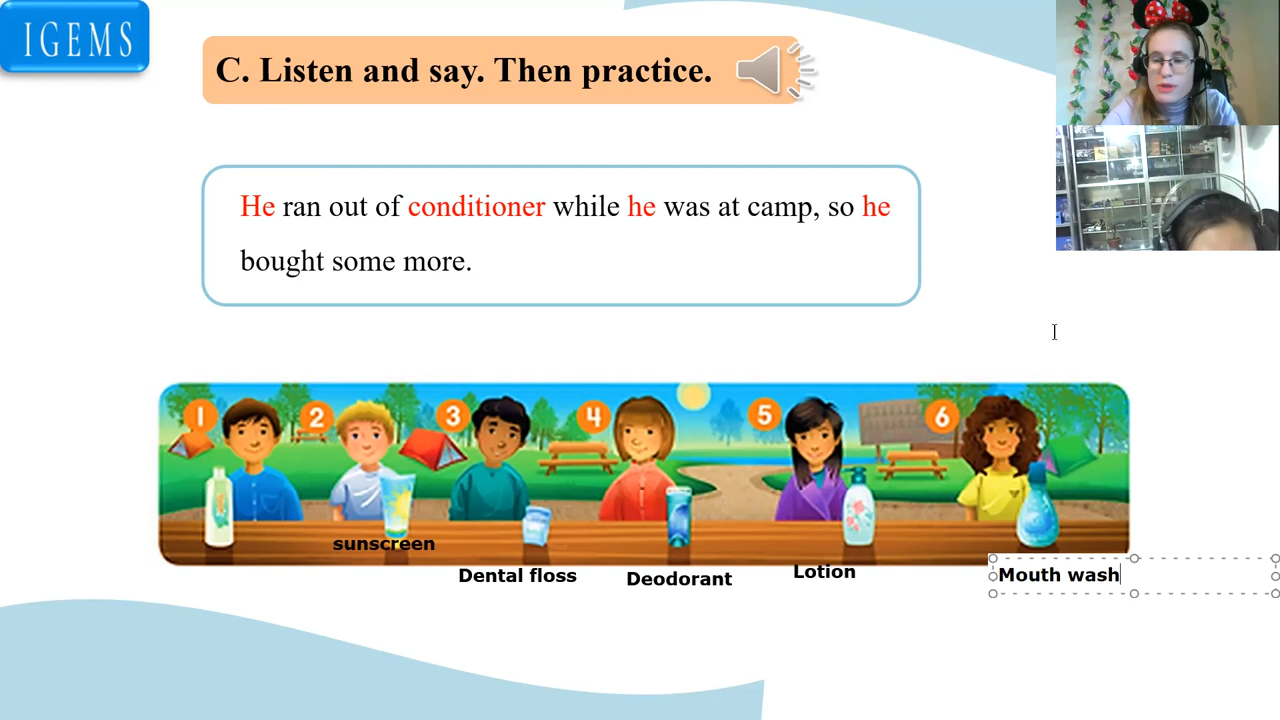 IGEMS
C. Listen and say. Then practice.
He ran out of conditioner while he was at camp, so he
bought some more.
1 2 3 4 5 6
sunscreen
Dental floss Deodorant Lotion Mouth wash